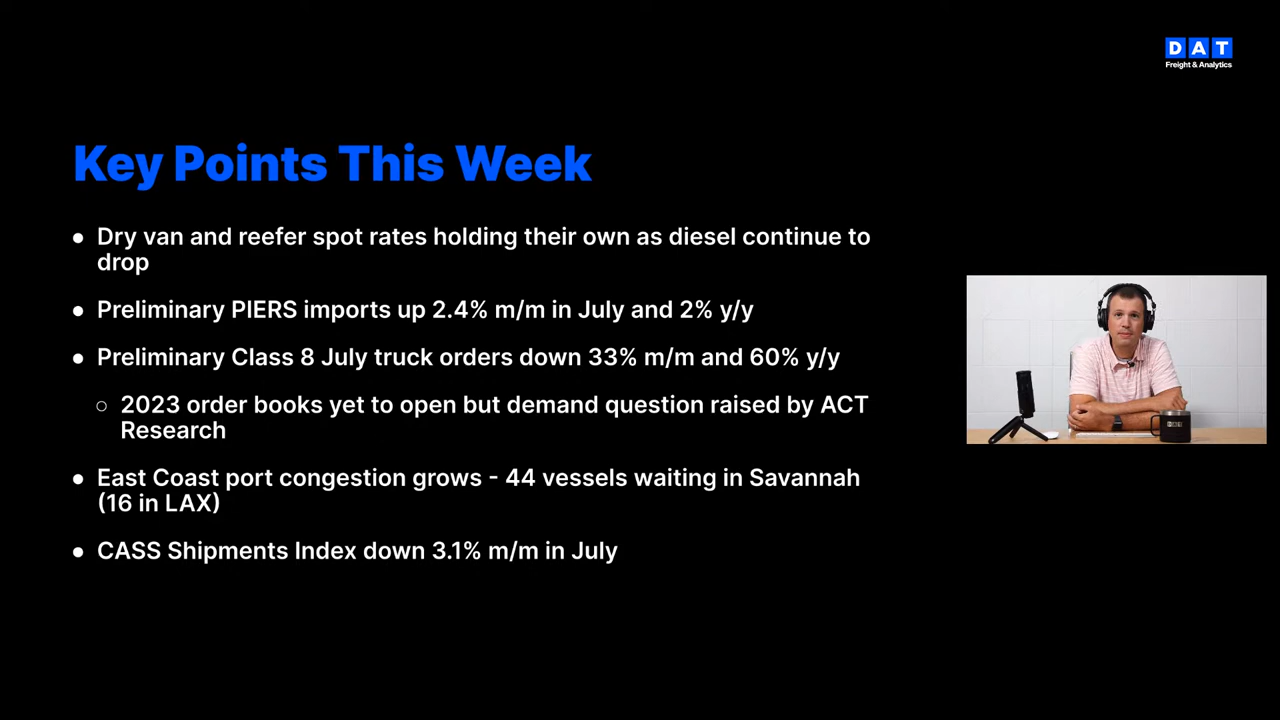 DAT
Freight & Analytics
Key Points This Week
● Dry van and reefer spot rates holding their own as diesel continue to
drop
● Preliminary PIERS imports up 2.4% m/m in July and 2% y/y
● Preliminary Class 8 July truck orders down 33% m/m and 60% y/y
○ 2023 order books yet to open but demand question raised by ACT
Research
● East Coast port congestion grows - 44 vessels waiting in Savannah
(16 in LAX)
● CASS Shipments Index down 3.1% m/m in July